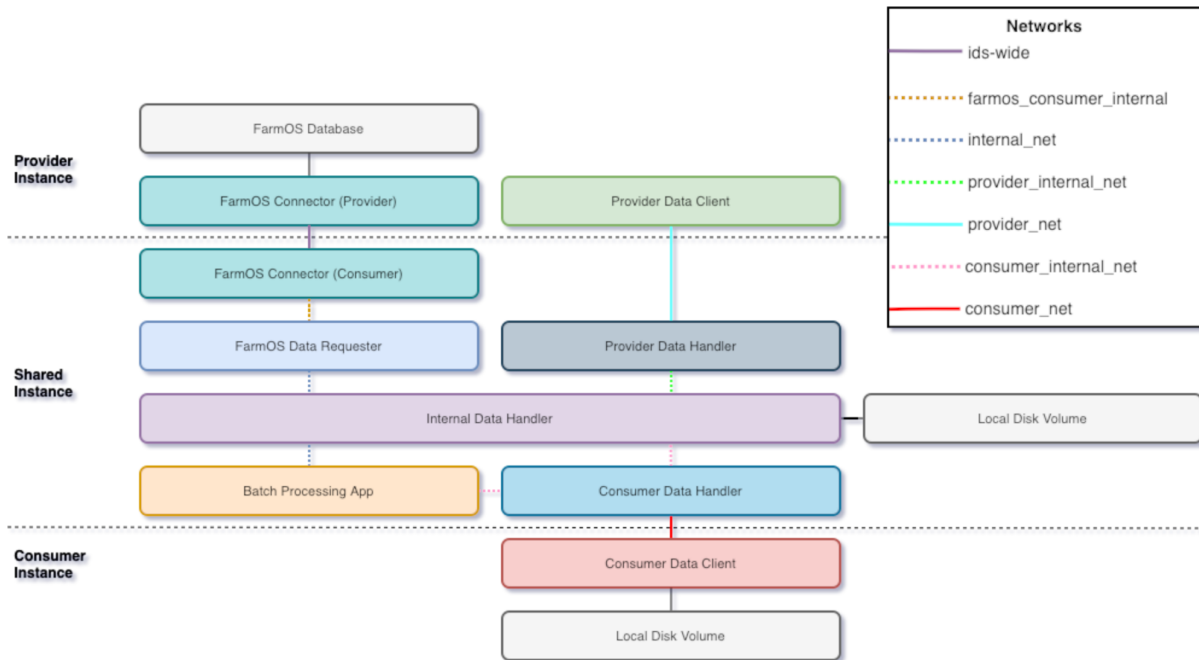 Networks
ids-wide
farmos_consumer_internal
internal_net
provider_internal_net
provider_net
consumer_internal_net
consumer_net
Provider
Instance
FarmOS Database
FarmOS Connector (Provider)
Provider Data Client
Shared
Instance
FarmOS Connector (Consumer)
FarmOS Data Requester
Provider Data Handler
Internal Data Handler
Local Disk Volume
Batch Processing App
Consumer Data Handler
Consumer
Instance
Consumer Data Client
Local Disk Volume